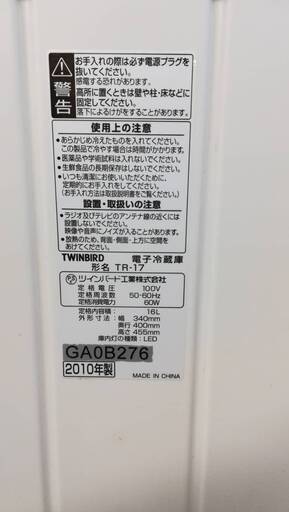 警告
お手入れの際は必ず電源プラグを
抜いてください。
感電する恐れがあります。
高所に置くときは壁や柱・床などに
固定してください。
落下によるけがをすることがあります。
使用上の注意
●あらかじめ冷えたものを入れてください。
この製品で冷やす場合は時間がかかります。
●医薬品や学術試料は入れないでください。
●生鮮食品の長期保存はしないでください。
●いつも清潔にお使いいただくために、
定期的にお手入れをしてください。
(お手入れ方法は取扱説明書をご覧ください。)
設置・取扱いの注意
●ラジオ及びテレビのアンテナ線の近くには
設置しないでください。
映像や音声にノイズが入ることがあります。
●放熱のため、背面・側面・上方に空間を
あけてください。
TWINBIRD 電子冷蔵庫
形名 TR-17
ツインバード工業株式会社
定格電圧 100V
定格周波数 50-60Hz
定格消費電力 60W
定格内容積: 16L
外形寸法: 幅 340mm
奥行 400mm
高さ 455mm
庫内灯の種類: LED
GA0B276
2010年製
MADE IN CHINA